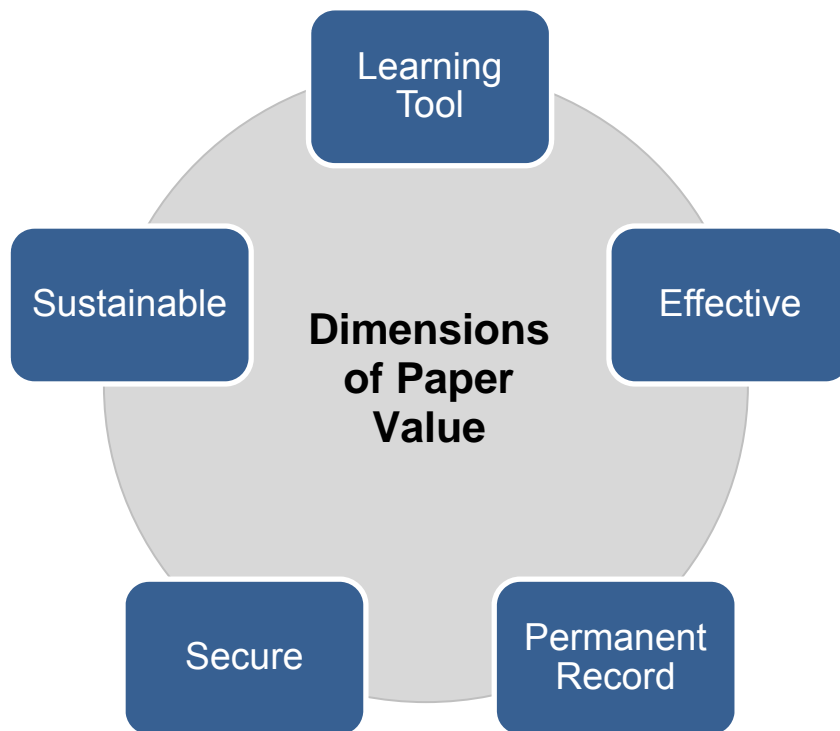 Learning
Tool
Sustainable
Effective
Dimensions
of Paper
Value
Secure
Permanent
Record